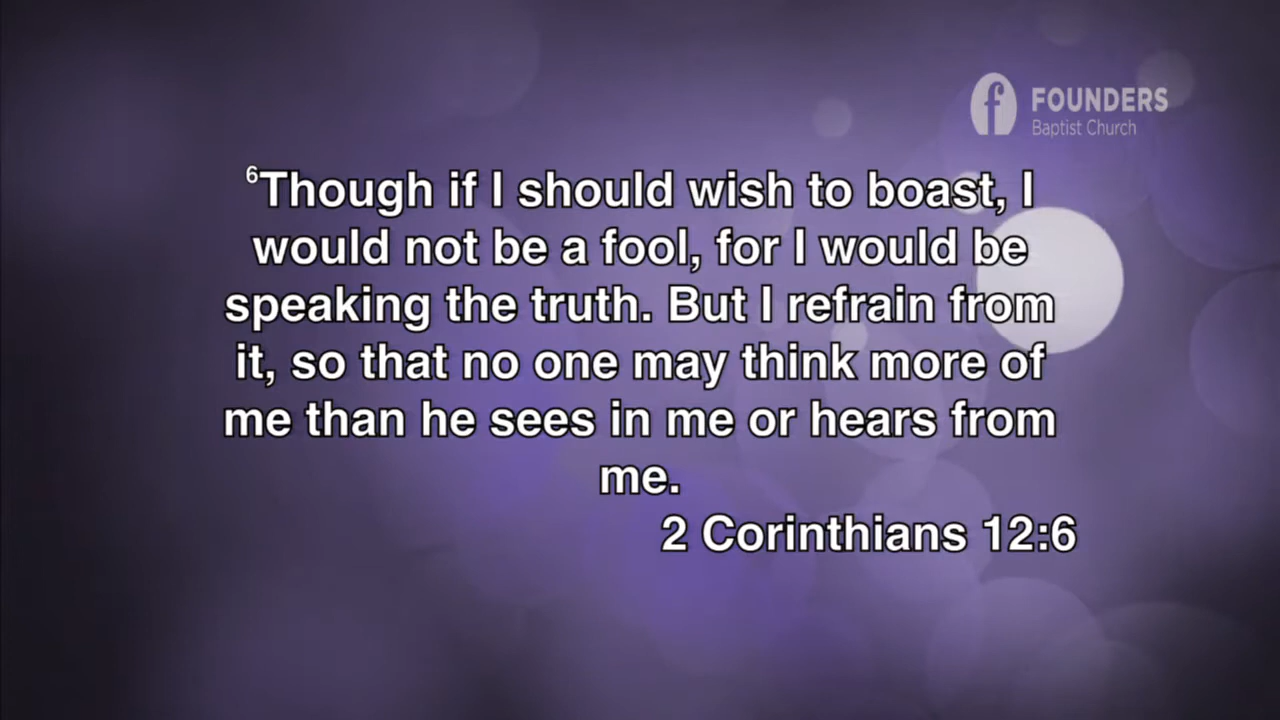 FOUNDERS
Baptist Church
6Though if I should wish to boast, I
would not be a fool, for I would be
speaking the truth. But I refrain from
it, so that no one may think more of
me than he sees in me or hears from
me.
2 Corinthians 12:6